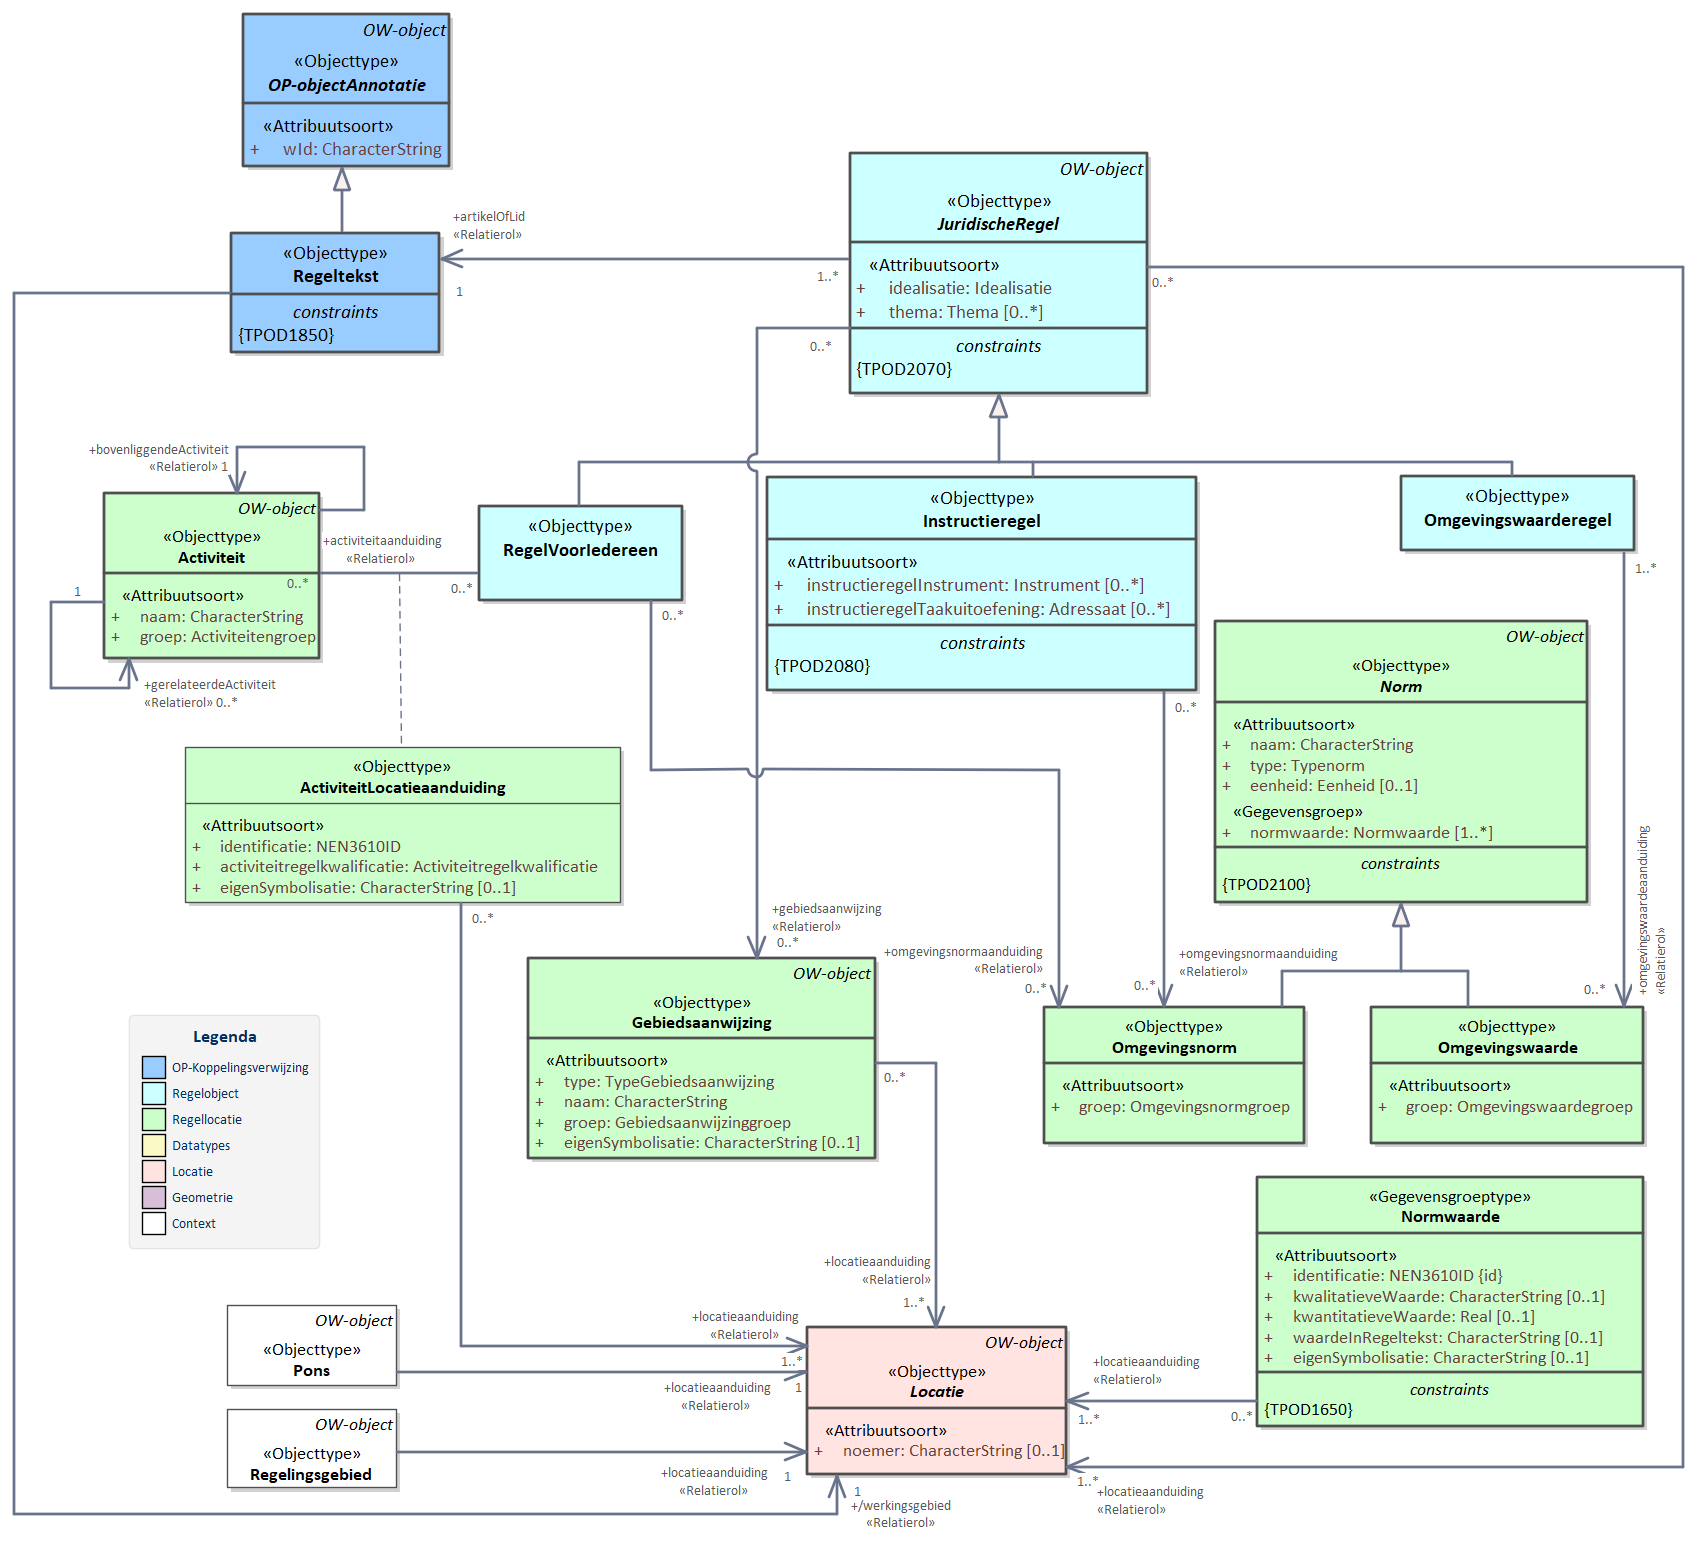 OW-object
«Objecttype»
OP-objectAnnotatie
«Attribuutsoort»
+ wId: CharacterString
«Objecttype»
Regeltekst
constraints
{TPOD1850}
+artikelOfLid
«Relatierol»
1
1..*
OW-object
«Objecttype»
JuridischeRegel
«Attribuutsoort»
+ idealisatie: Idealisatie
+ thema: Thema [0..*]
constraints
{TPOD2070}
0..*
0..*
+bovenliggendeActiviteit
«Relatierol» 1
OW-object
«Objecttype»
Activiteit
«Attribuutsoort»
+ naam: CharacterString
+ groep: Activiteitengroep
1
+gerelateerdeActiviteit
«Relatierol» 0..*
+activiteitaanduiding
«Relatierol»
0..*
0..*
«Objecttype»
RegelVoorIedereen
0..*
«Objecttype»
Instructieregel
«Attribuutsoort»
+ instructieregelInstrument: Instrument [0..*]
+ instructieregelTaakuitoefening: Adressaat [0..*]
constraints
{TPOD2080}
0..*
«Objecttype»
Omgevingswaarderegel
1..*
OW-object
«Objecttype»
Norm
«Attribuutsoort»
+ naam: CharacterString
+ type: Typenorm
+ eenheid: Eenheid [0..1]
«Gegevensgroep»
+ normwaarde: Normwaarde [1..*]
constraints
{TPOD2100}
«Objecttype»
ActiviteitLocatieaanduiding
«Attribuutsoort»
+ identificatie: NEN3610ID
+ activiteitregelkwalificatie: Activiteitregelkwalificatie
+ eigenSymbolisatie: CharacterString [0..1]
0..*
+gebiedsaanwijzing
«Relatierol»
0..*
+omgevingsnormaanduiding
«Relatierol»
0..*
+omgevingsnormaanduiding
«Relatierol»
0..*
+omgevingswaardeaanduiding
«Relatierol»
0..*
OW-object
«Objecttype»
Gebiedsaanwijzing
«Attribuutsoort»
+ type: TypeGebiedsaanwijzing
+ naam: CharacterString
+ groep: Gebiedsaanwijzinggroep
+ eigenSymbolisatie: CharacterString [0..1]
0..*
«Objecttype»
Omgevingsnorm
«Attribuutsoort»
+ groep: Omgevingsnormgroep
«Objecttype»
Omgevingswaarde
«Attribuutsoort»
+ groep: Omgevingswaardegroep
Legenda
OP-Koppelingsverwijzing
Regelobject
Regellocatie
Datatypes
Locatie
Geometrie
Context
«Gegevensgroeptype»
Normwaarde
«Attribuutsoort»
+ identificatie: NEN3610ID {id}
+ kwalitatieveWaarde: CharacterString [0..1]
+ kwantitatieveWaarde: Real [0..1]
+ waardeInRegeltekst: CharacterString [0..1]
+ eigenSymbolisatie: CharacterString [0..1]
constraints
{TPOD1650}
+locatieaanduiding
«Relatierol»
1..*
OW-object
«Objecttype»
Pons
+locatieaanduiding
«Relatierol»
1..*
+locatieaanduiding
«Relatierol»
1
OW-object
«Objecttype»
Regelingsgebied
+locatieaanduiding
«Relatierol»
1
OW-object
«Objecttype»
Locatie
«Attribuutsoort»
+ noemer: CharacterString [0..1]
+locatieaanduiding
«Relatierol»
1..*
0..*
1..*
+locatieaanduiding
«Relatierol»
1
+/werkingsgebied
«Relatierol»